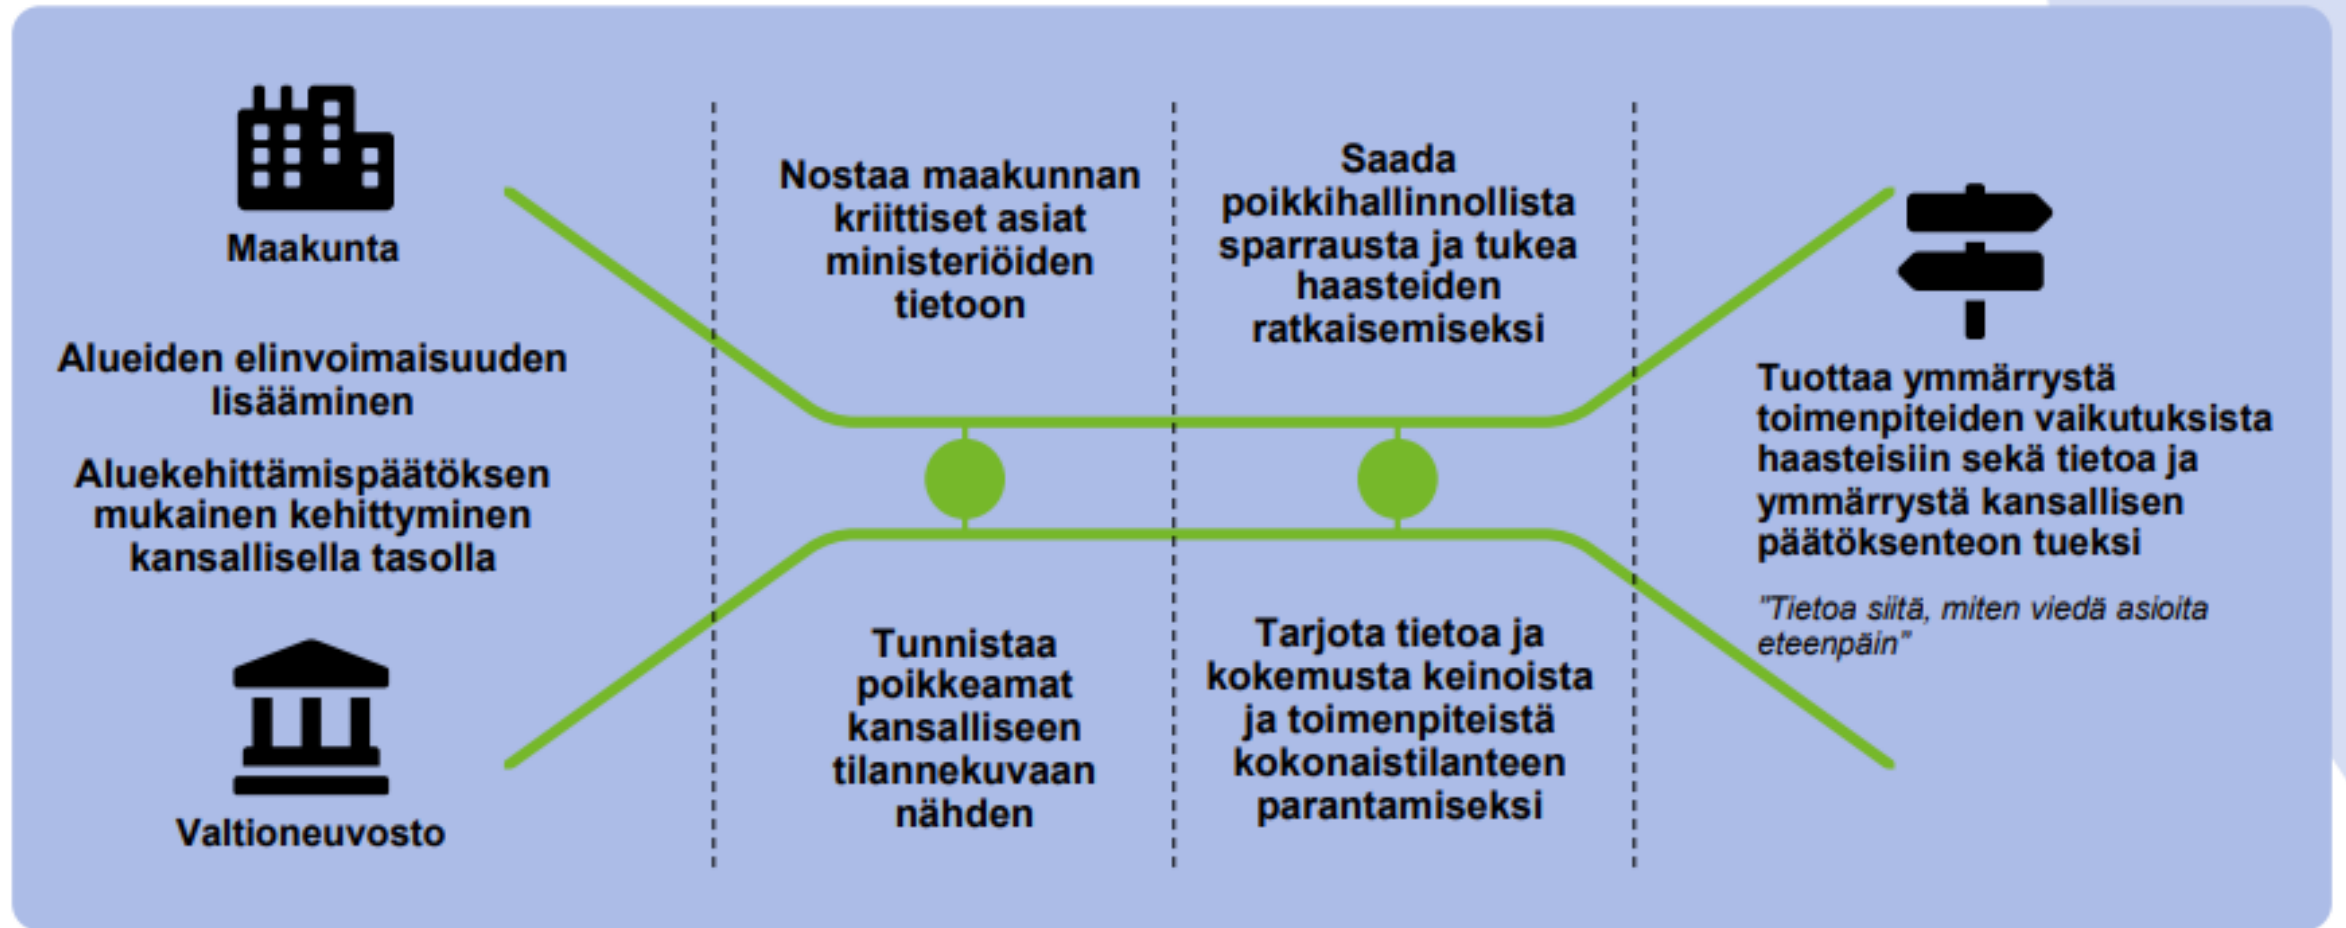 Maakunta
Alueiden elinvoimaisuuden
lisääminen
Aluekehittämispäätöksen
mukainen kehittyminen
kansallisella tasolla
Valtioneuvosto
Nostaa maakunnan
kriittiset asiat
ministeriöiden
tietoon
Tunnistaa
poikkeamat
kansalliseen
tilannekuvaan
nähden
Saada
poikkihallinnollista
sparrausta ja tukea
haasteiden
ratkaisemiseksi
Tarjota tietoa ja
kokemusta keinoista
ja toimenpiteistä
kokonaistilanteen
parantamiseksi
Tuottaa ymmärrystä
toimenpiteiden vaikutuksista
haasteisiin sekä tietoa ja
ymmärrystä kansallisen
päätöksenteon tueksi
"Tietoa siitä, miten viedä asioita
eteenpäin"